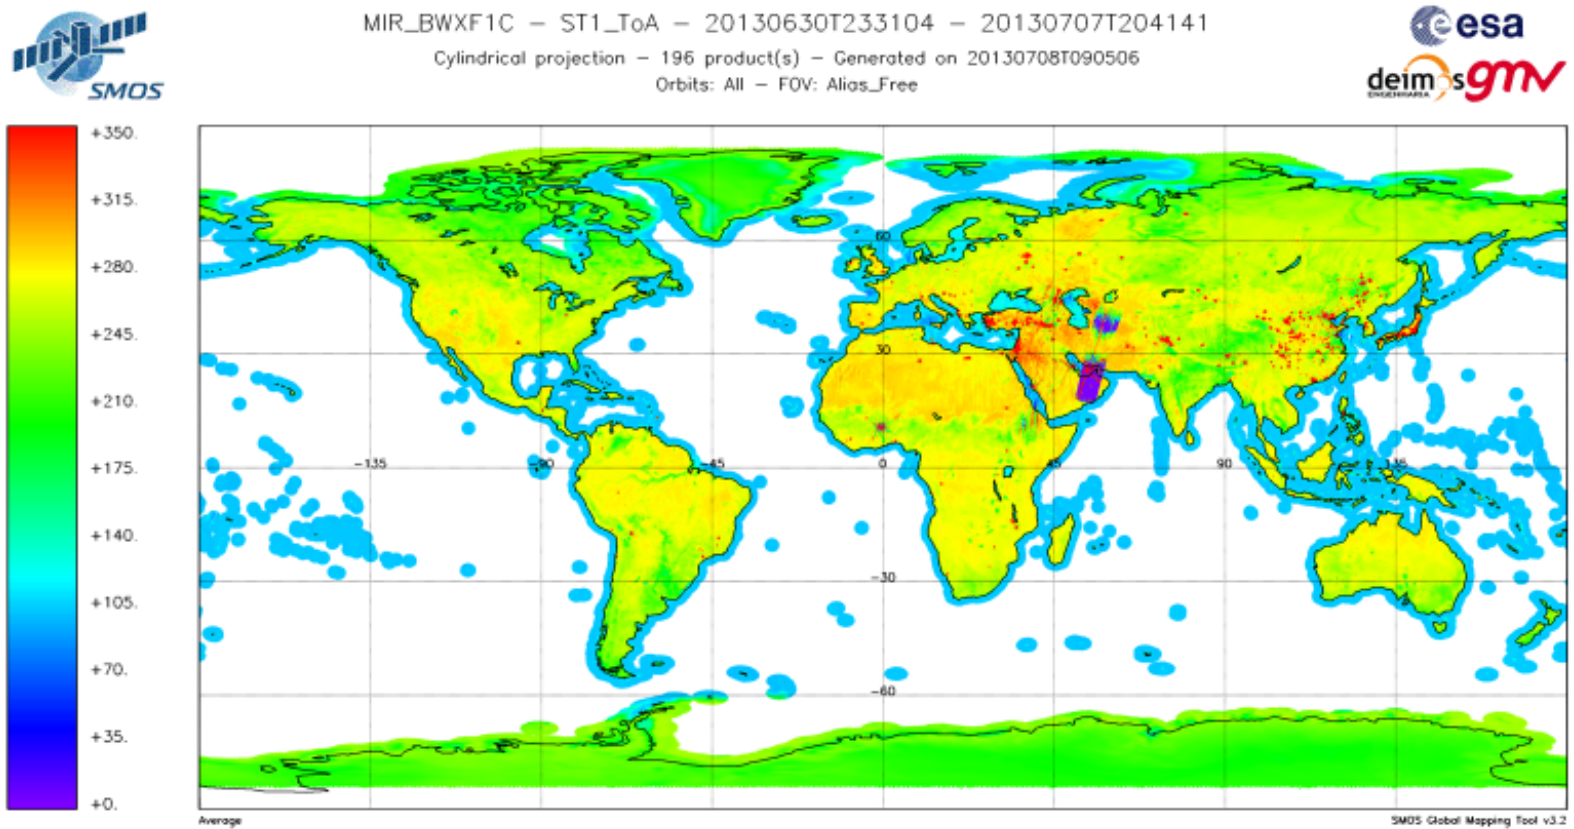 MIR_BWXF1C - ST1_ToA - 20130630T233104 - 20130707T204141
Cylindrical projection - 196 product(s) - Generated on 20130708T090506
Orbits: All - FOV: Alias_Free
SMOS
esa
deimos gmv
ENGENHARIA
+350.
+315.
+280.
+245.
+210.
+175.
+140.
+105.
+70.
+35.
+0.
60
30
-135 -90 -45 0 45 90 135
-30
-60
Average
SMOS Global Mapping Tool v3.2